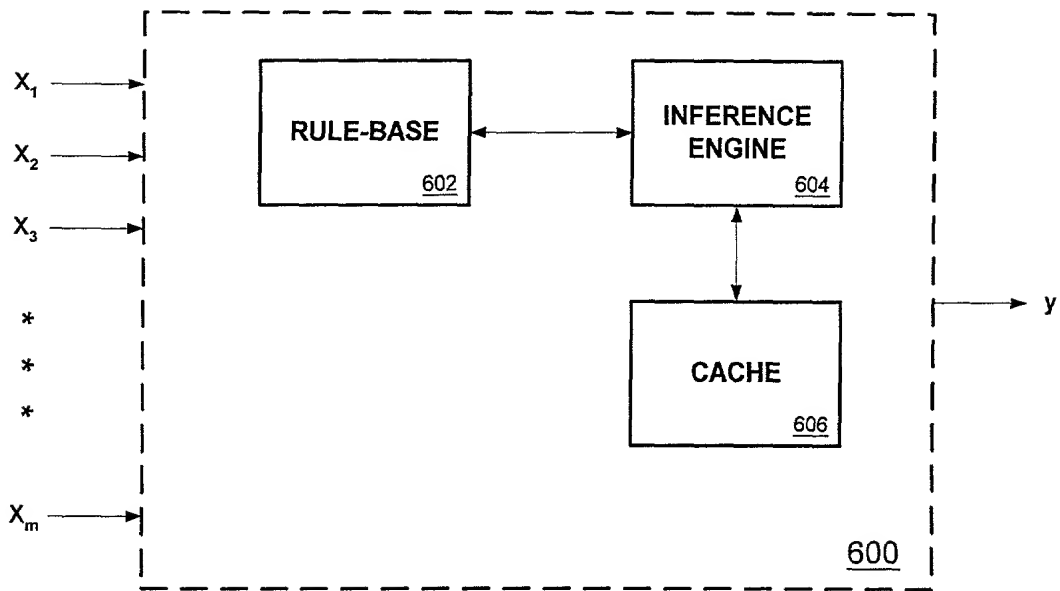 X1
X2
X3
*
*
*
Xm
RULE-BASE
602
INFERENCE
ENGINE
604
CACHE
606
y
600